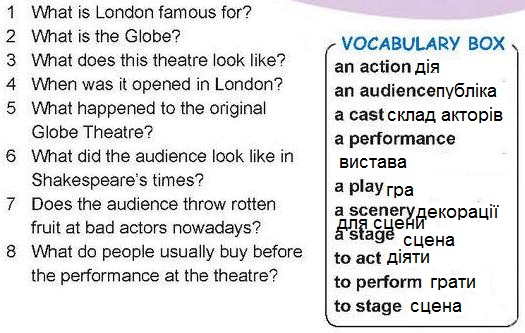 1 What is London famous for?
2 What is the Globe?
3 What does this theatre look like?
4 When was it opened in London?
5 What happened to the original
Globe Theatre?
6 What did the audience look like in
Shakespeare's times?
7 Does the audience throw rotten
fruit at bad actors nowadays?
8 What do people usually buy before
the performance at the theatre?
VOCABULARY BOX
an action дія
an audience публіка
a cast склад акторів
a performance
вистава
a play гра
a scenery декорації
для сцени
a stage сцена
to act діяти
to perform грати
to stage сцена